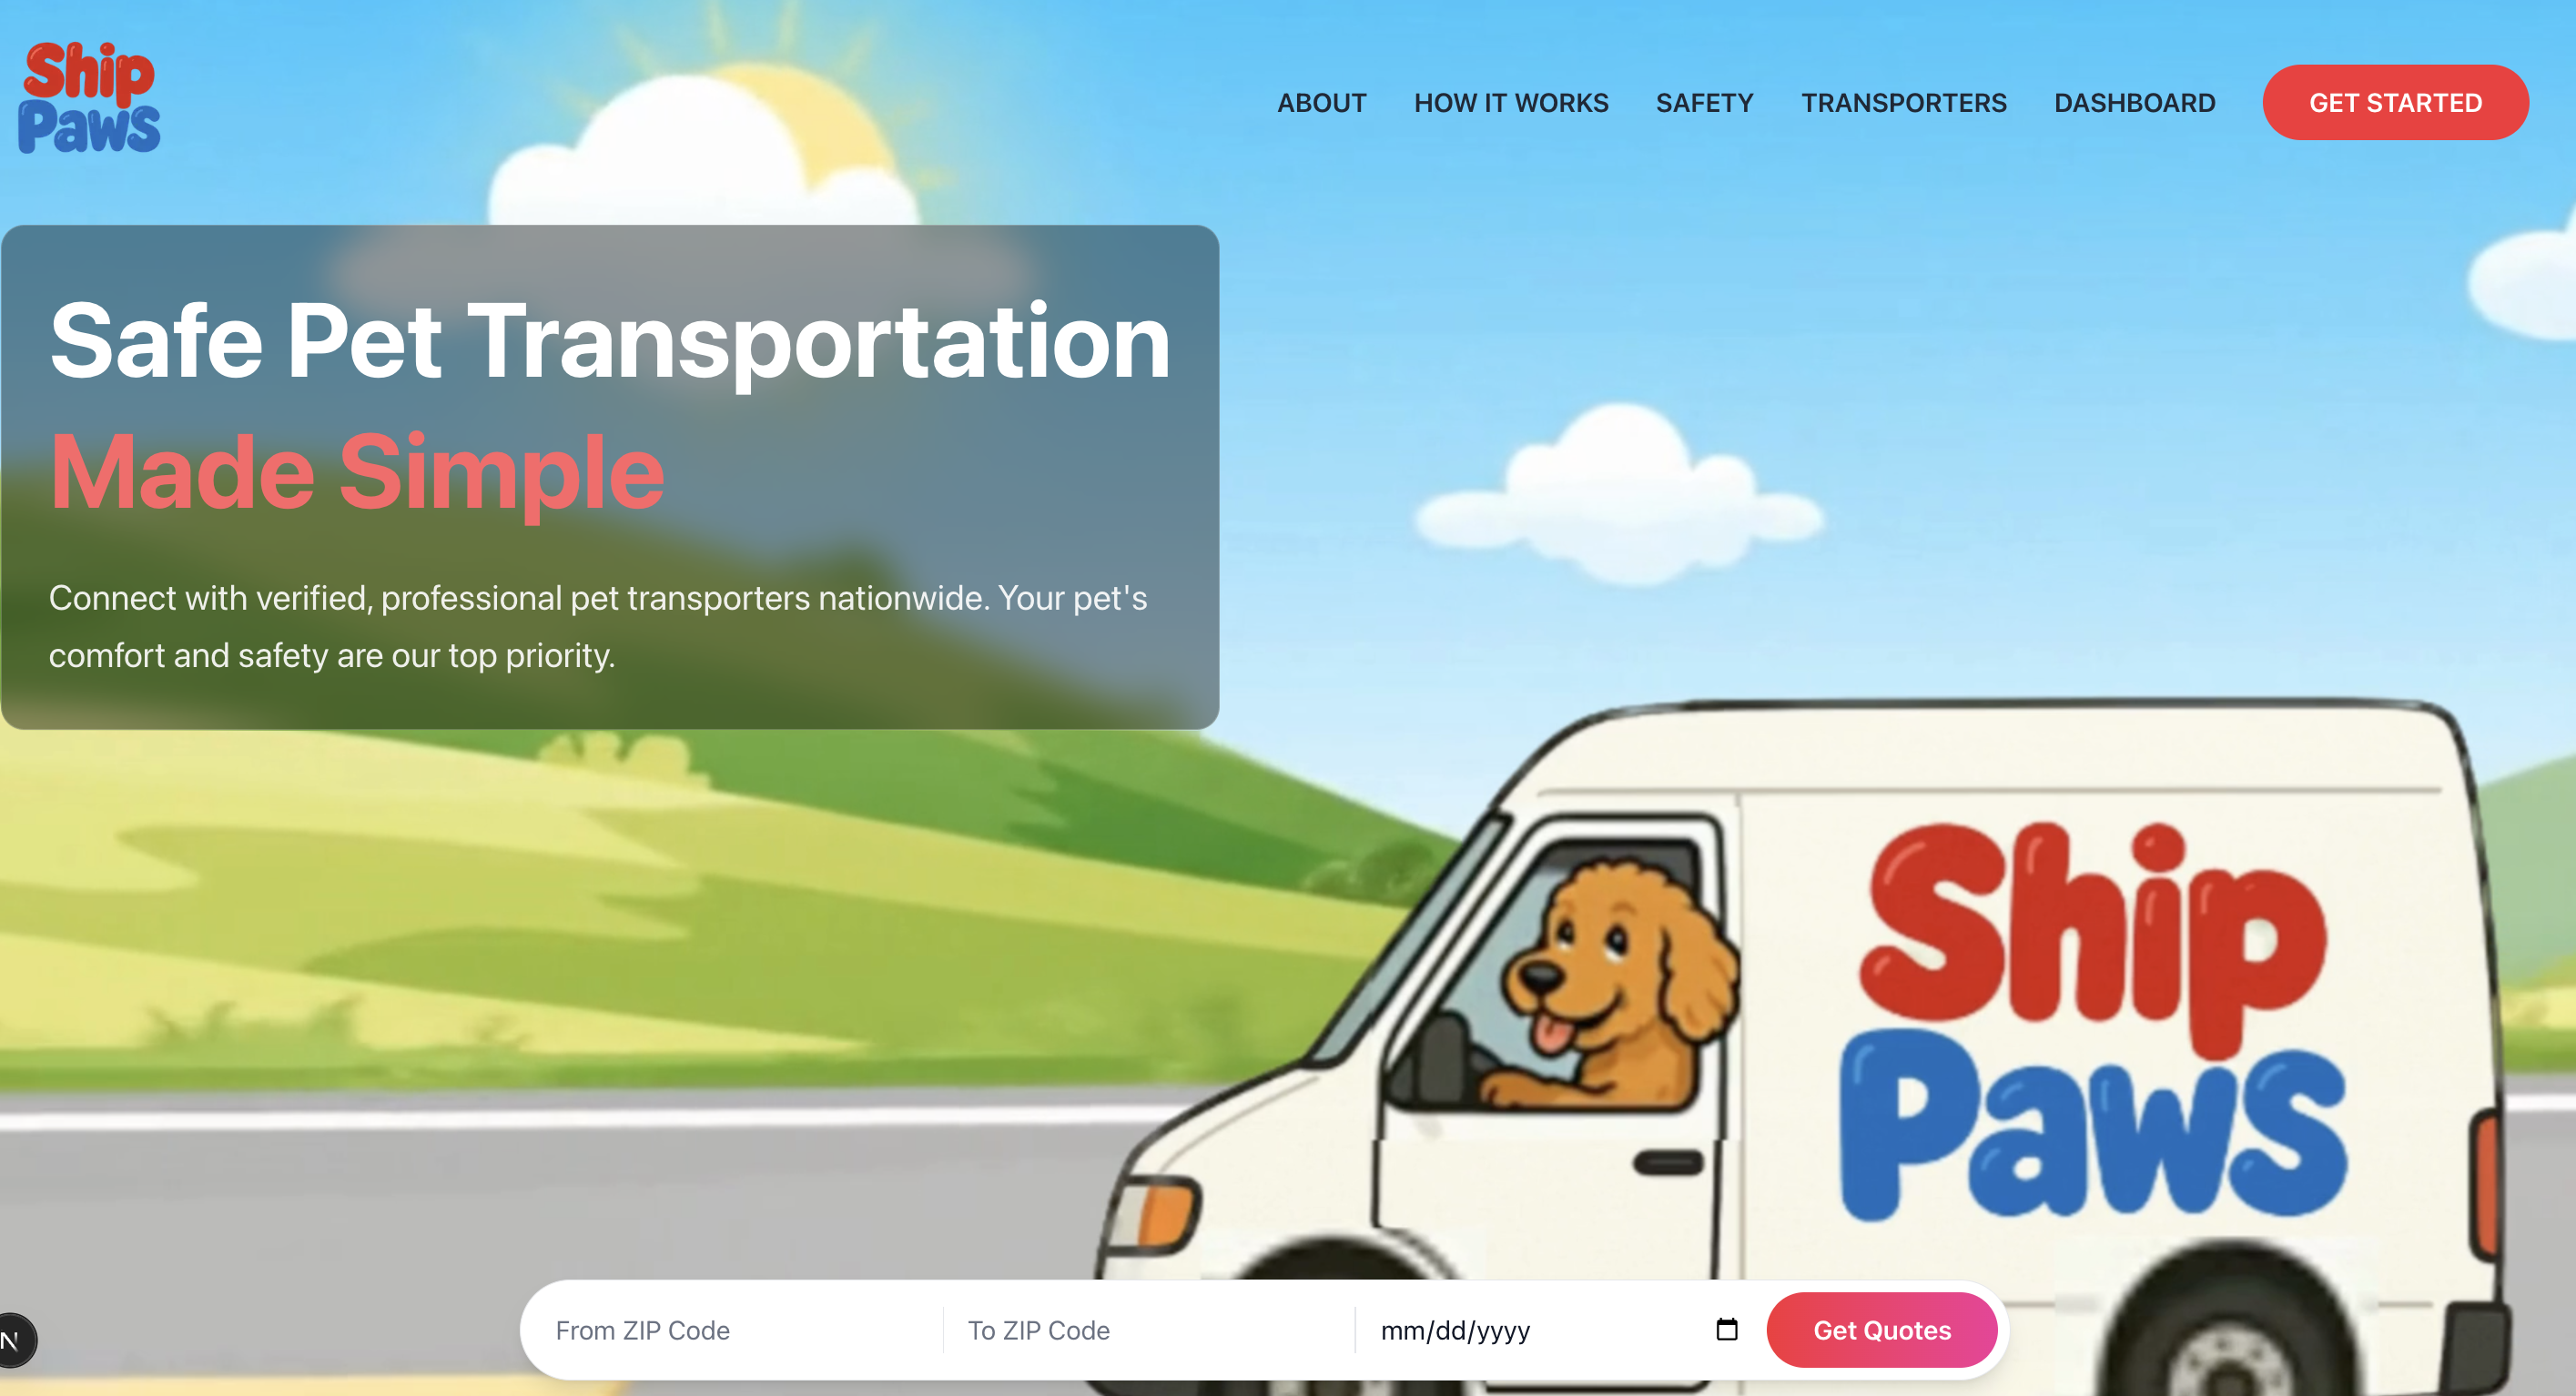 Ship
Paws
ABOUT
HOW IT WORKS
SAFETY
TRANSPORTERS
DASHBOARD
GET STARTED
Safe Pet Transportation
Made Simple
Connect with verified, professional pet transporters nationwide. Your pet's
comfort and safety are our top priority.
Ship
Paws
From ZIP Code
To ZIP Code
mm/dd/yyyy
Get Quotes
N